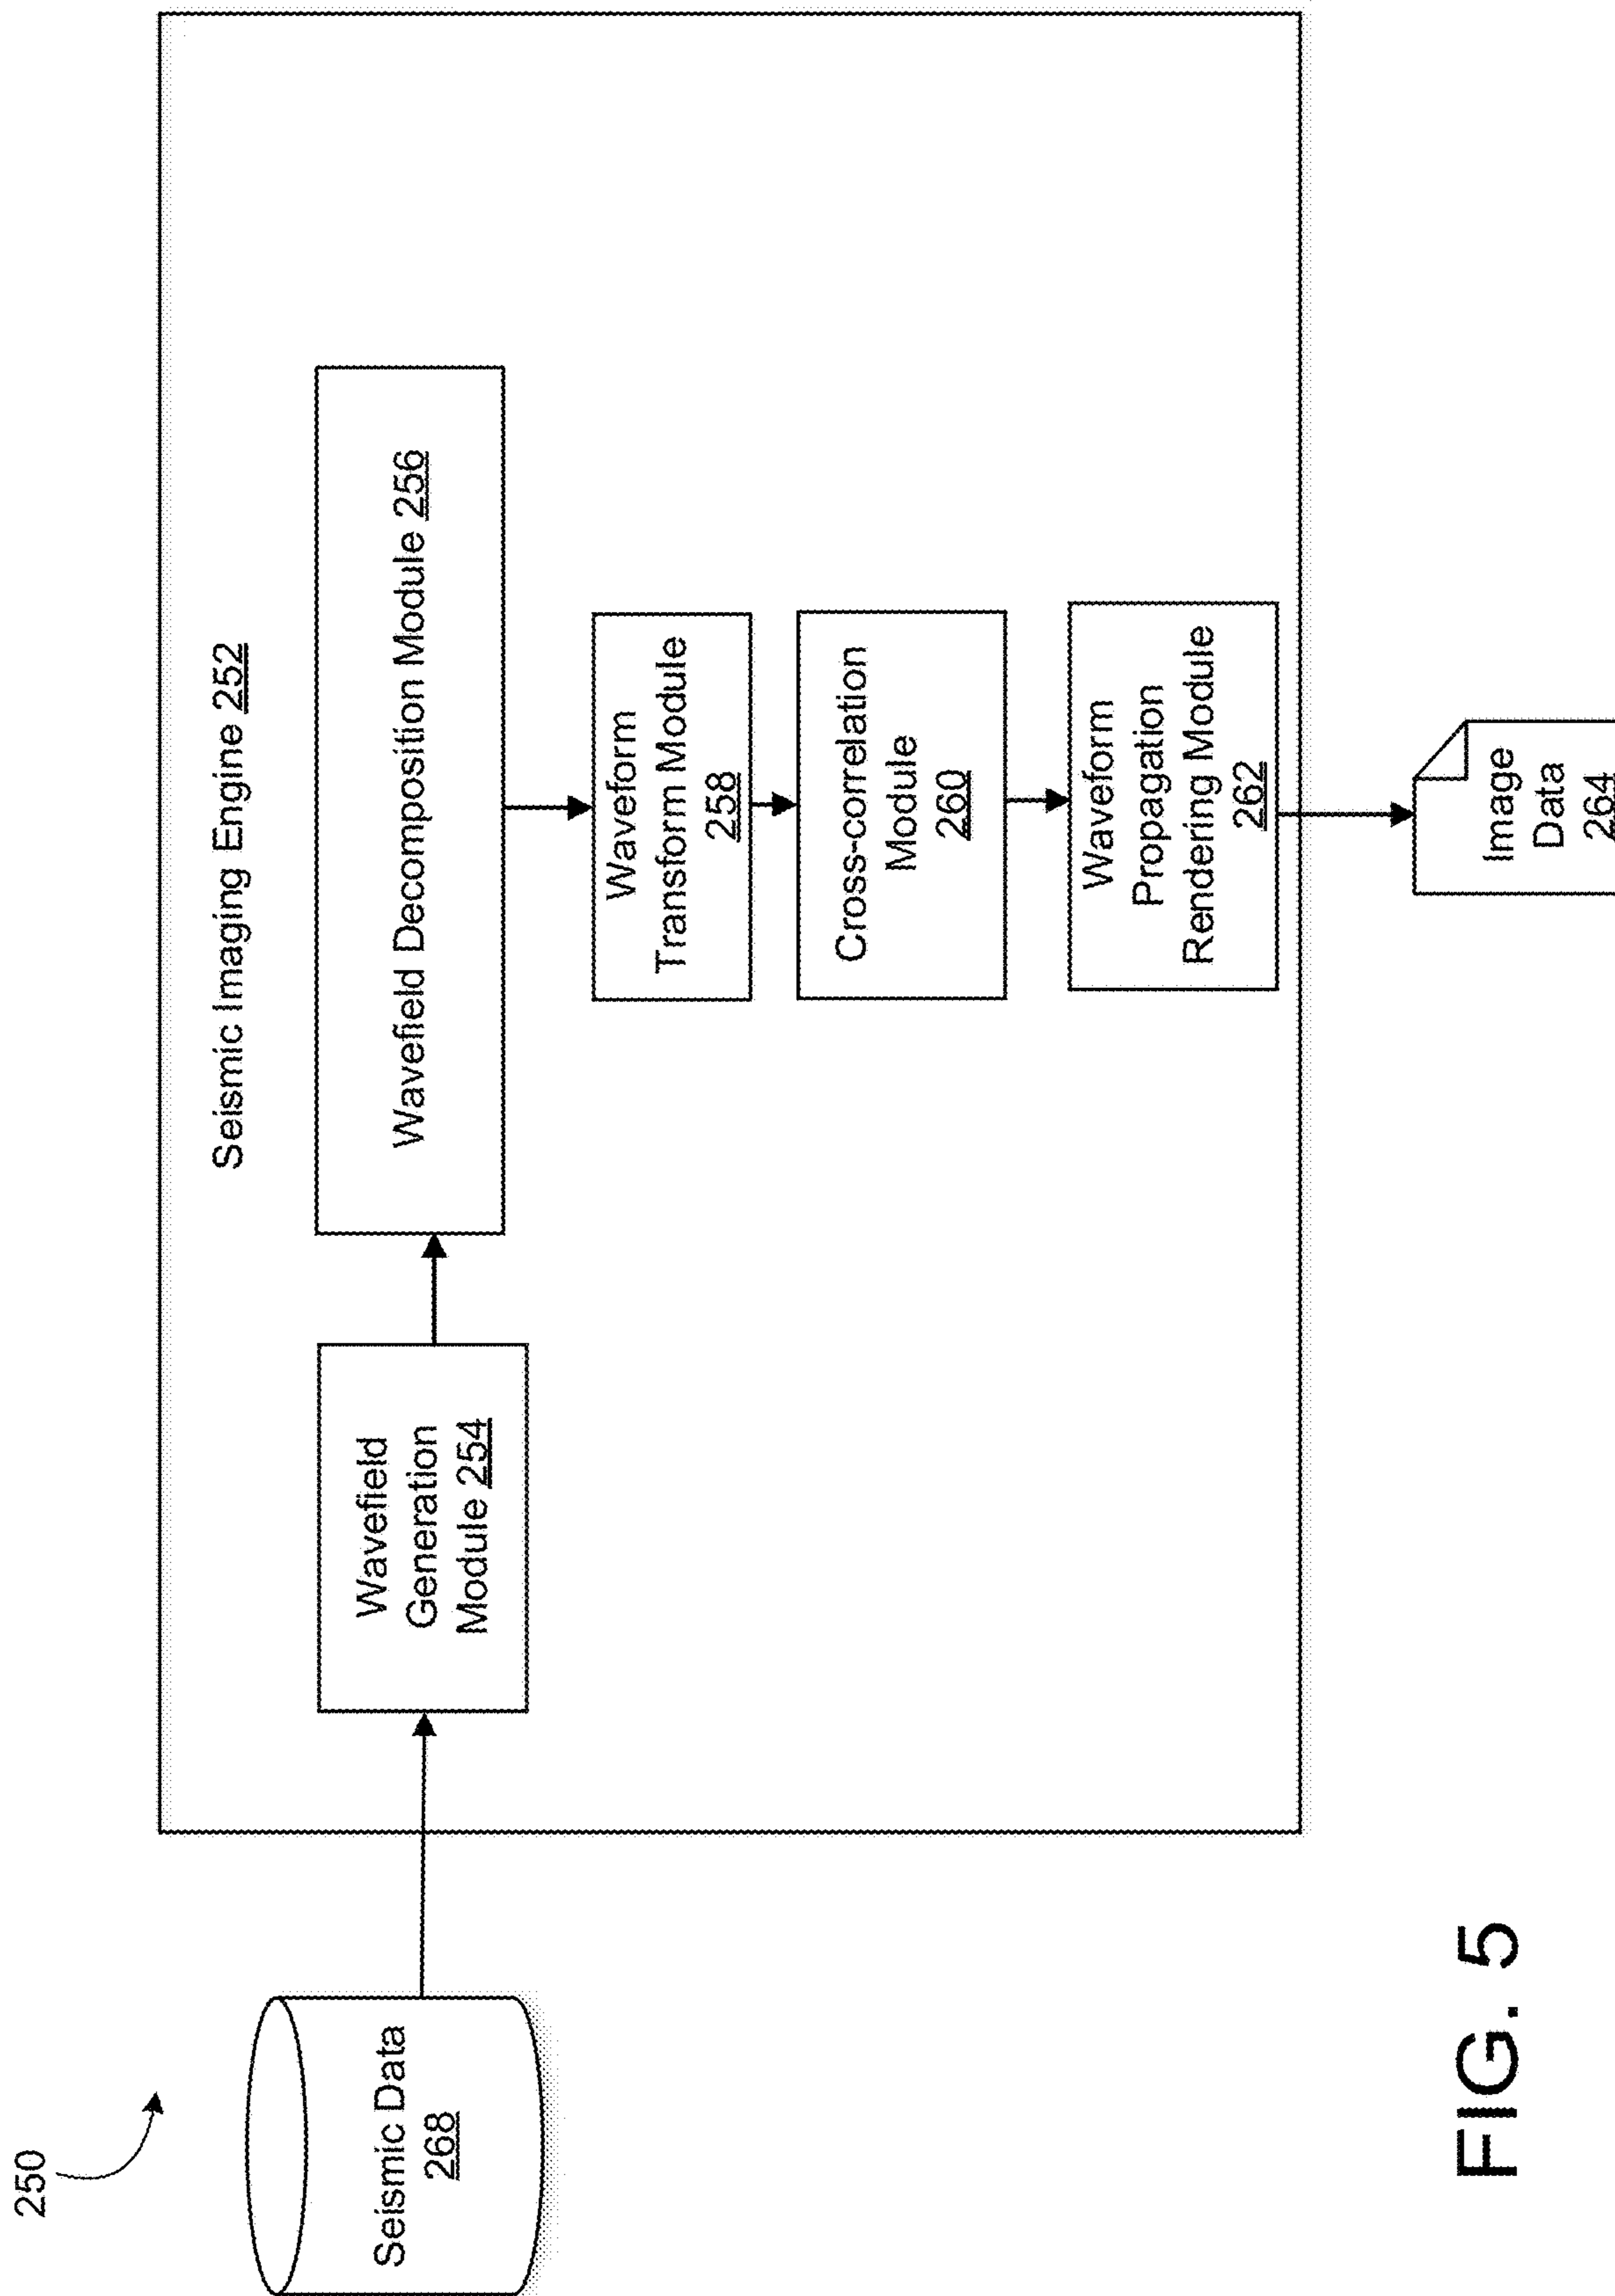 250
Seismic Imaging Engine 252
Seismic Data
268
Wavefield
Generation
Module 254
Wavefield Decomposition Module 256
Waveform
Transform Module
258
Cross-correlation
Module
260
Waveform
Propagation
Rendering Module
262
Image
Data
264
FIG. 5